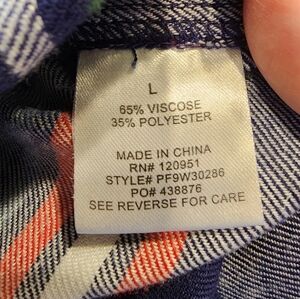 L
65% VISCOSE
35% POLYESTER
MADE IN CHINA
RN# 120951
STYLE# PF9W30286
PO# 438876
SEE REVERSE FOR CARE